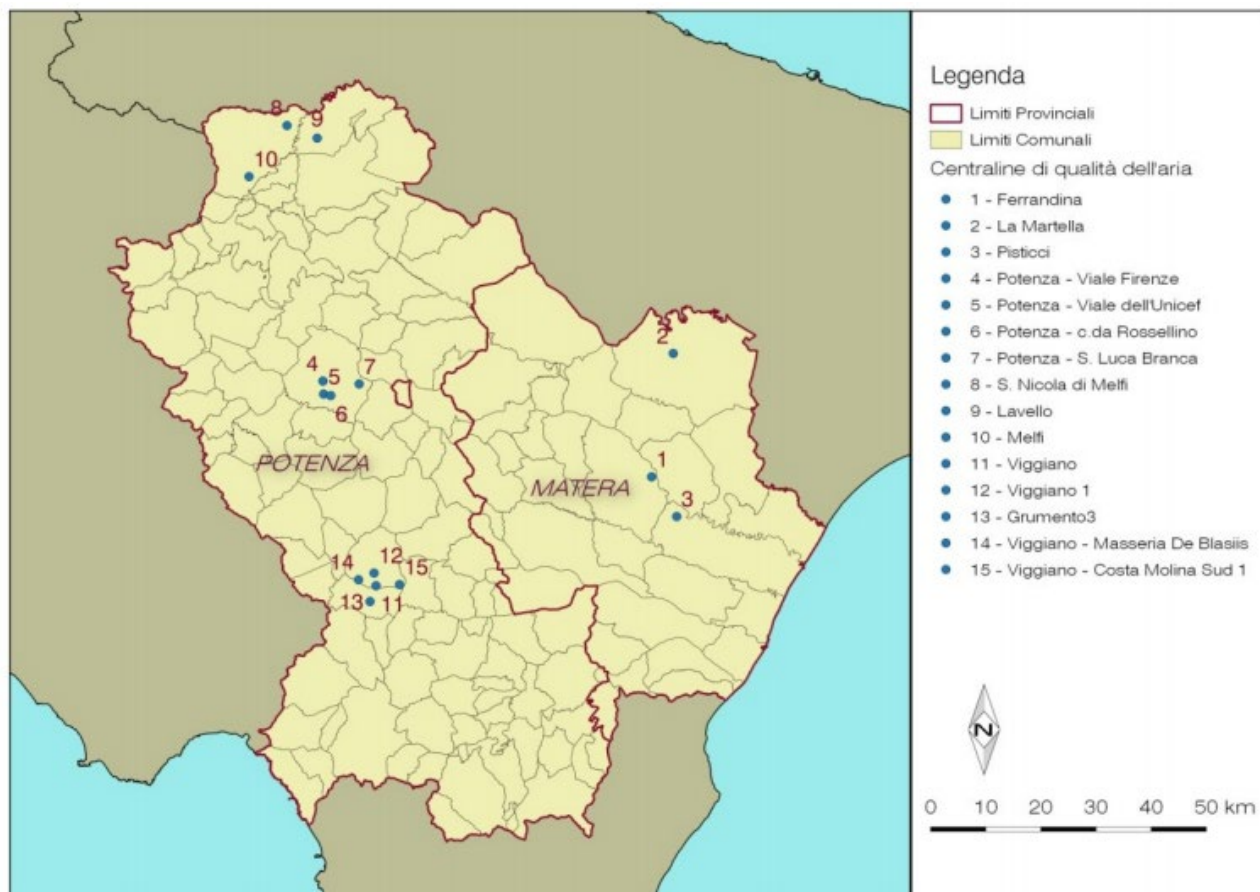 8
9
10
2
4
5
7
6
POTENZA
1
MATERA
3
12
14
15
13
11
Legenda
Limiti Provinciali
Limiti Comunali
Centraline di qualità dell'aria
1 - Ferrandina
2 - La Martella
3 - Pisticci
4 - Potenza - Viale Firenze
5 - Potenza - Viale dell'Unicef
6 - Potenza - c.da Rossellino
7 - Potenza - S. Luca Branca
8 - S. Nicola di Melfi
9 - Lavello
10 - Melfi
11 - Viggiano
12 - Viggiano 1
13 - Grumento3
14 - Viggiano - Masseria De Blasiis
15 - Viggiano - Costa Molina Sud 1
N
0 10 20 30 40 50 km